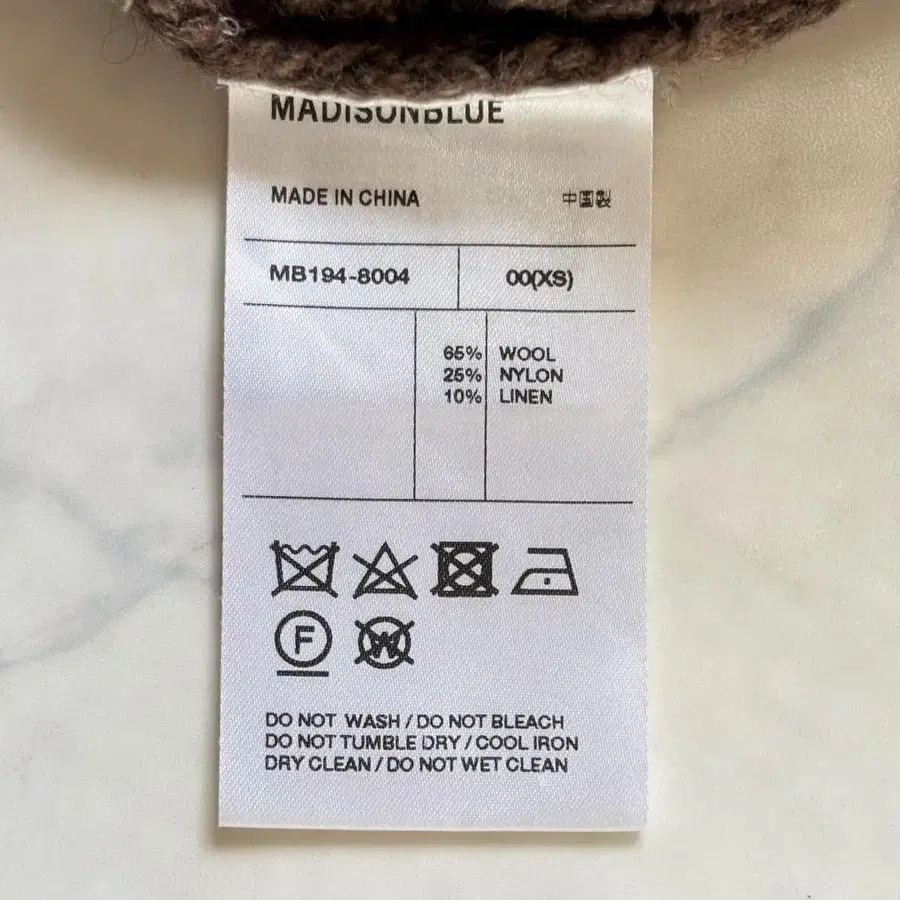 MADISONBLUE
MADE IN CHINA 中国製
MB194-8004 00(XS)
65% WOOL
25% NYLON
10% LINEN
F W
DO NOT WASH / DO NOT BLEACH
DO NOT TUMBLE DRY / COOL IRON
DRY CLEAN / DO NOT WET CLEAN